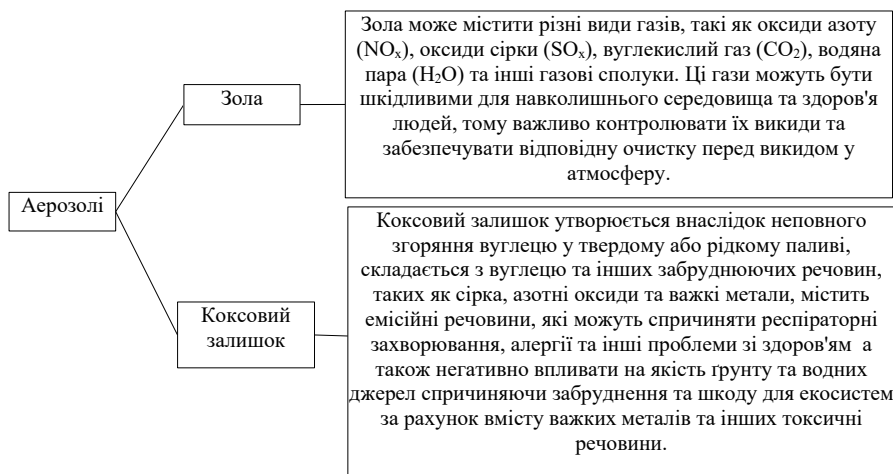 Зола може містити різні види газів, такі як оксиди азоту
(NOₓ), оксиди сірки (SOₓ), вуглекислий газ (CO₂), водяна
пара (H₂O) та інші газові сполуки. Ці гази можуть бути
шкідливими для навколишнього середовища та здоров'я
людей, тому важливо контролювати їх викиди та
забезпечувати відповідну очистку перед викидом у
атмосферу.
Зола
Аерозолі
Коксовий
залишок
Коксовий залишок утворюється внаслідок неповного
згоряння вуглецю у твердому або рідкому паливі,
складається з вуглецю та інших забруднюючих речовин,
таких як сірка, азотні оксиди та важкі метали, містить
емісійні речовини, які можуть спричиняти респіраторні
захворювання, алергії та інші проблеми зі здоров'ям а
також негативно впливати на якість ґрунту та водних
джерел спричиняючи забруднення та шкоду для екосистем
за рахунок вмісту важких металів та інших токсичні
речовини.